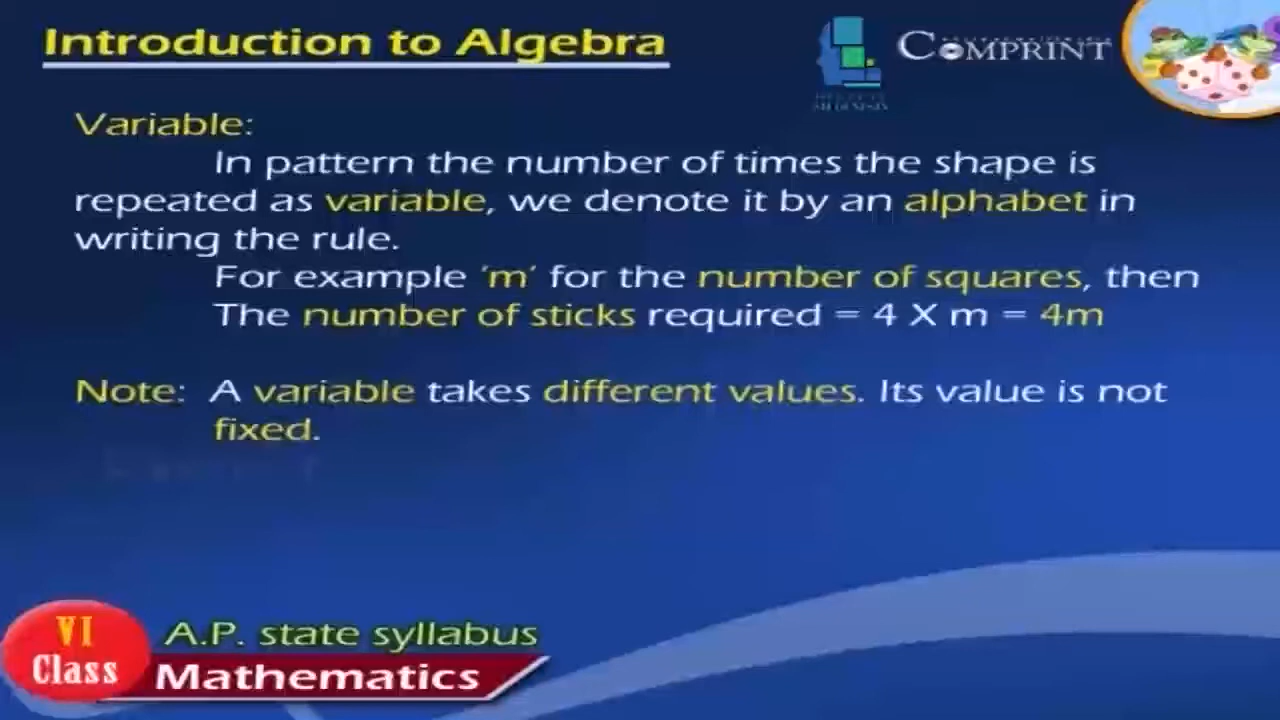 Introduction to Algebra
COMPRINT
Variable:
In pattern the number of times the shape is
repeated as variable, we denote it by an alphabet in
writing the rule.
For example 'm' for the number of squares, then
The number of sticks required = 4 X m = 4m
Note: A variable takes different values. Its value is not
fixed.
VI
Class
A.P. state syllabus
Mathematics